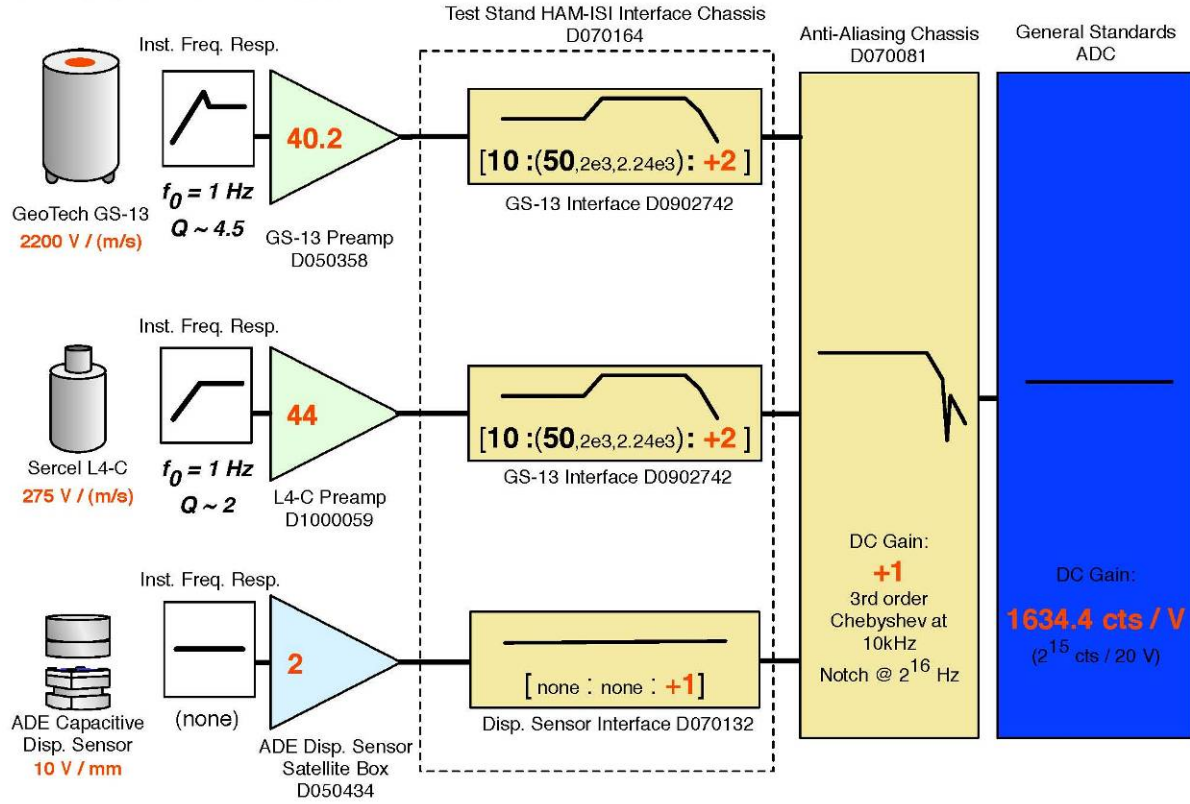 Test Stand HAM-ISI Interface Chassis
D070164
Anti-Aliasing Chassis
D070081
General Standards
ADC
Inst. Freq. Resp.
40.2
[10 :(50,2e3,2.24e3): +2 ]
f0 = 1 Hz
Q ~ 4.5
GeoTech GS-13
2200 V / (m/s)
GS-13 Preamp
D050358
GS-13 Interface D0902742
Inst. Freq. Resp.
44
[10 :(50,2e3,2.24e3): +2 ]
f0 = 1 Hz
Q ~ 2
Sercel L4-C
275 V / (m/s)
L4-C Preamp
D1000059
GS-13 Interface D0902742
Inst. Freq. Resp.
2
[ none : none : +1]
(none)
ADE Capacitive
Disp. Sensor
10 V / mm
ADE Disp. Sensor
Satellite Box
D050434
Disp. Sensor Interface D070132
DC Gain:
+1
3rd order
Chebyshev at
10kHz
Notch @ 2^16 Hz
DC Gain:
1634.4 cts / V
(2^15 cts / 20 V)